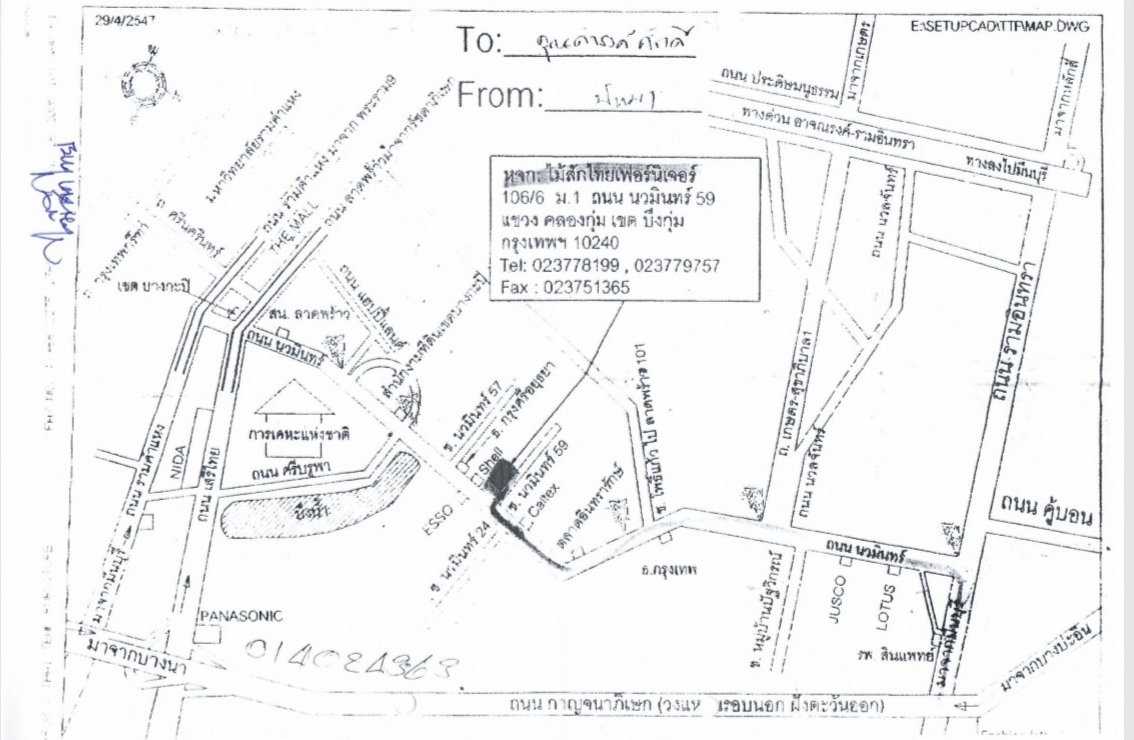 29/4/2547
E:\SETUPCAD\TTF\MAP.DWG
To:
From:
หจก. ไม้สักไทยเฟอร์นิเจอร์
106/6 ม.1 ถนน นวมินทร์ 59
แขวง คลองกุ่ม เขต บึงกุ่ม
กรุงเทพฯ 10240
Tel: 023778199 , 023779757
Fax : 023751365
ถนน ประดิษมนูธรรม
มาจากเกษตร
มาจากหลักสี่
ทางด่วน อาจณรงค์-รามอินทรา
ทางลงไปมีนบุรี
มหาวิทยาลัยรามคำแหง
ถนน รามคำแหง มาจาก พระราม9
THE MALL
ถนน ลาดพร้าวมาจากรัชดาภิเษก
ถ. ศรีนครินทร์
ถ. กรุงเทพกรีฑา
เขต บางกะปิ
สน. ลาดพร้าว
ถนน นวมินทร์
ถนน แฮปปี้แลนด์
สำนักงานที่ดินเขตบางกะปิ
ถนน นวลจันทร์
ถนน รามอินทรา
ถ. เกษตร-สุขาภิบาล1
ถนน นวลจันทร์
การเคหะแห่งชาติ
ถนน ศรีบูรพา
บึงน้ำ
NIDA
ถนน รามคำแหง
ถนน เสรีไทย
ซ. นวมินทร์ 57
ธ. กรุงศรีอยุธยา
Shell
ซ. นวมินทร์ 59
Caltex
ESSO
ซ. นวมินทร์ 24
ตลาดอินทรารักษ์
ซ. โพธิ์แก้ว ไป ลาดพร้าว101
ธ.กรุงเทพ
ถนน นวมินทร์
ถนน คู้บอน
ซ. หมู่บ้านปัฐวิกรณ์
JUSCO
LOTUS
รพ. สินแพทย์
มาจากมีนบุรี
มาจากมีนบุรี
PANASONIC
014024363
มาจากบางนา
มาจากบางปะอิน
ถนน กาญจนาภิเษก (วงแห รอบนอก ฝั่งตะวันออก)